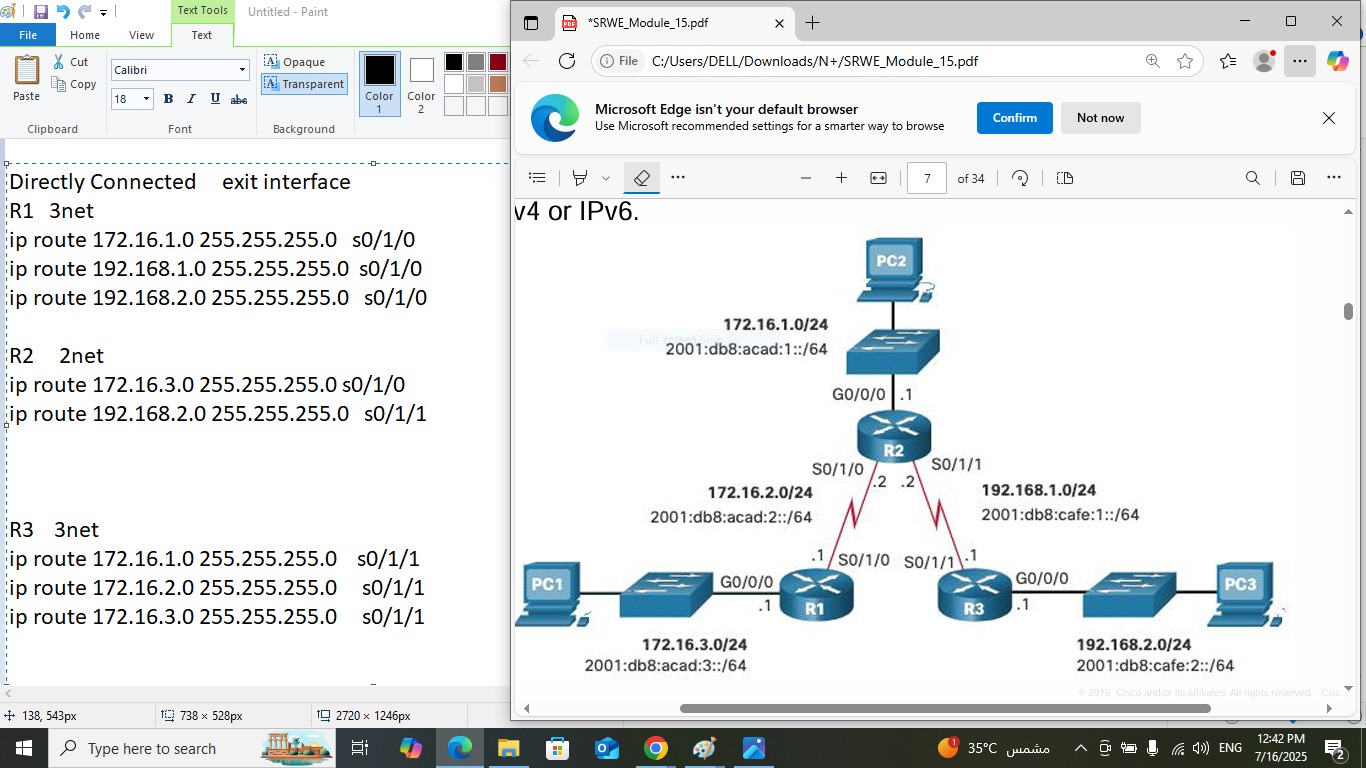 Text Tools
Untitled - Paint
File
Home
View
Text
Paste
Cut
Copy
Clipboard
Calibri
18
B I U abc
Font
Opaque
Transparent
Background
Color 1
Color 2
Directly Connected exit interface
R1 3net
ip route 172.16.1.0 255.255.255.0 s0/1/0
ip route 192.168.1.0 255.255.255.0 s0/1/0
ip route 192.168.2.0 255.255.255.0 s0/1/0
R2 2net
ip route 172.16.3.0 255.255.255.0 s0/1/0
ip route 192.168.2.0 255.255.255.0 s0/1/1
R3 3net
ip route 172.16.1.0 255.255.255.0 s0/1/1
ip route 172.16.2.0 255.255.255.0 s0/1/1
ip route 172.16.3.0 255.255.255.0 s0/1/1
138, 543px
738 × 528px
2720 × 1246px
PDF
*SRWE_Module_15.pdf
File
C:/Users/DELL/Downloads/N+/SRWE_Module_15.pdf
Microsoft Edge isn't your default browser
Use Microsoft recommended settings for a smarter way to browse
Confirm
Not now
7 of 34
v4 or IPv6.
PC2
172.16.1.0/24
2001:db8:acad:1::/64
G0/0/0 .1
R2
S0/1/0 S0/1/1
.2 .2
172.16.2.0/24
2001:db8:acad:2::/64
192.168.1.0/24
2001:db8:cafe:1::/64
.1 S0/1/0 S0/1/1 .1
PC1
G0/0/0
.1
R1
R3
G0/0/0
.1
PC3
172.16.3.0/24
2001:db8:acad:3::/64
192.168.2.0/24
2001:db8:cafe:2::/64
© 2016 Cisco and/or its affiliates. All rights reserved. Cisc
Type here to search
1
35°C مشمس
ENG
12:42 PM
7/16/2025
2